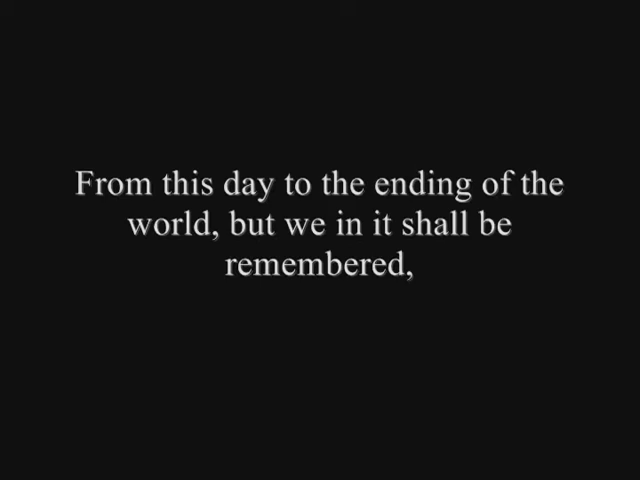 From this day to the ending of the
world, but we in it shall be
remembered,